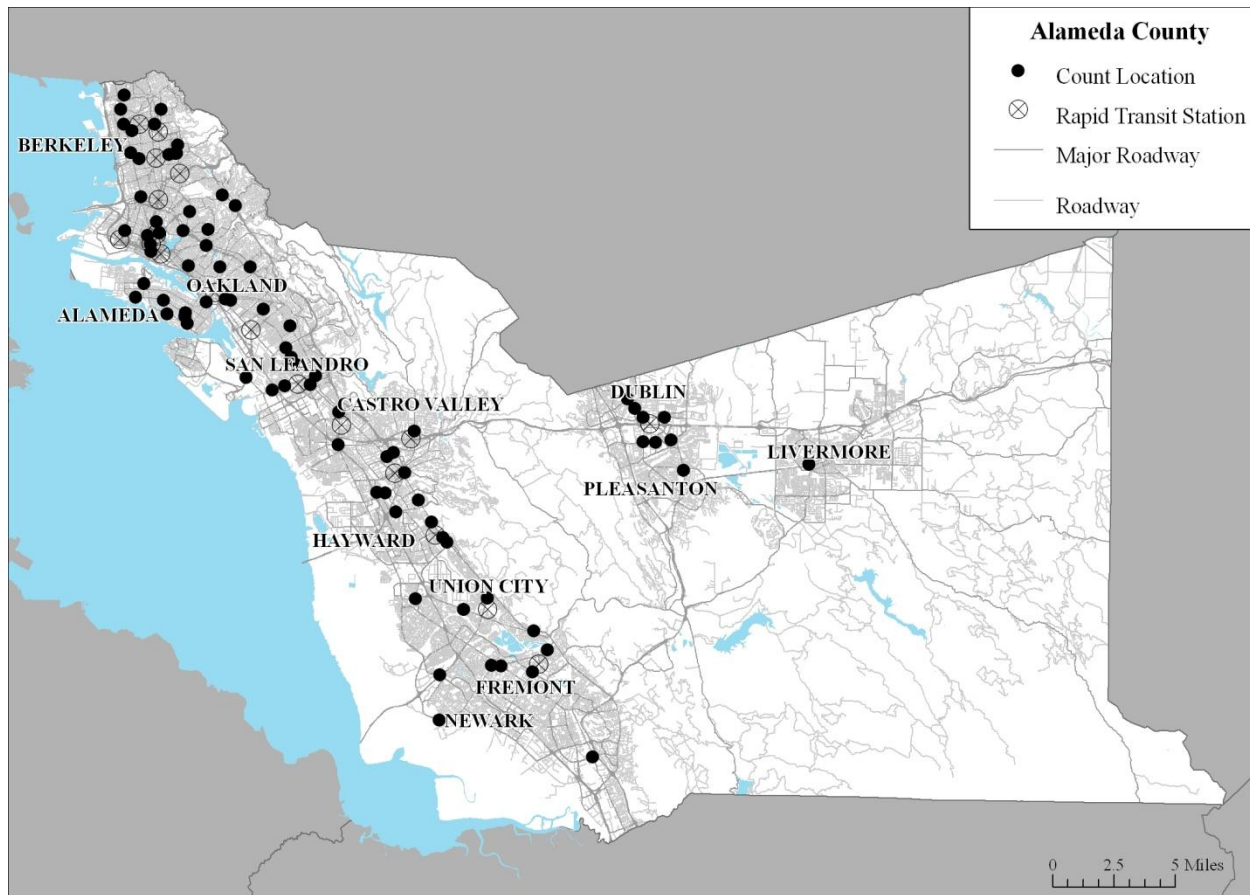 Alameda County
Count Location
Rapid Transit Station
Major Roadway
Roadway
BERKELEY
OAKLAND
ALAMEDA
SAN LEANDRO
CASTRO VALLEY
DUBLIN
LIVERMORE
PLEASANTON
HAYWARD
UNION CITY
FREMONT
NEWARK
0 2.5 5 Miles